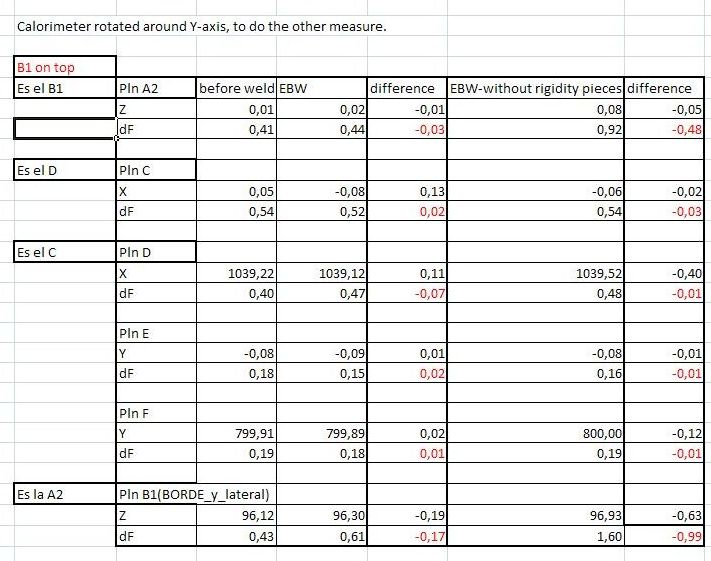 Calorimeter rotated around Y-axis, to do the other measure.
B1 on top
Es el B1 Pln A2 before weld EBW difference EBW-without rigidity pieces difference
Z 0,01 0,02 -0,01 0,08 -0,05
dF 0,41 0,44 -0,03 0,92 -0,48
Es el D Pln C
X 0,05 -0,08 0,13 -0,06 -0,02
dF 0,54 0,52 0,02 0,54 -0,03
Es el C Pln D
X 1039,22 1039,12 0,11 1039,52 -0,40
dF 0,40 0,47 -0,07 0,48 -0,01
Pln E
Y -0,08 -0,09 0,01 -0,08 -0,01
dF 0,18 0,15 0,02 0,16 -0,01
Pln F
Y 799,91 799,89 0,02 800,00 -0,12
dF 0,19 0,18 0,01 0,19 -0,01
Es la A2 Pln B1(BORDE_y_lateral)
Z 96,12 96,30 -0,19 96,93 -0,63
dF 0,43 0,61 -0,17 1,60 -0,99